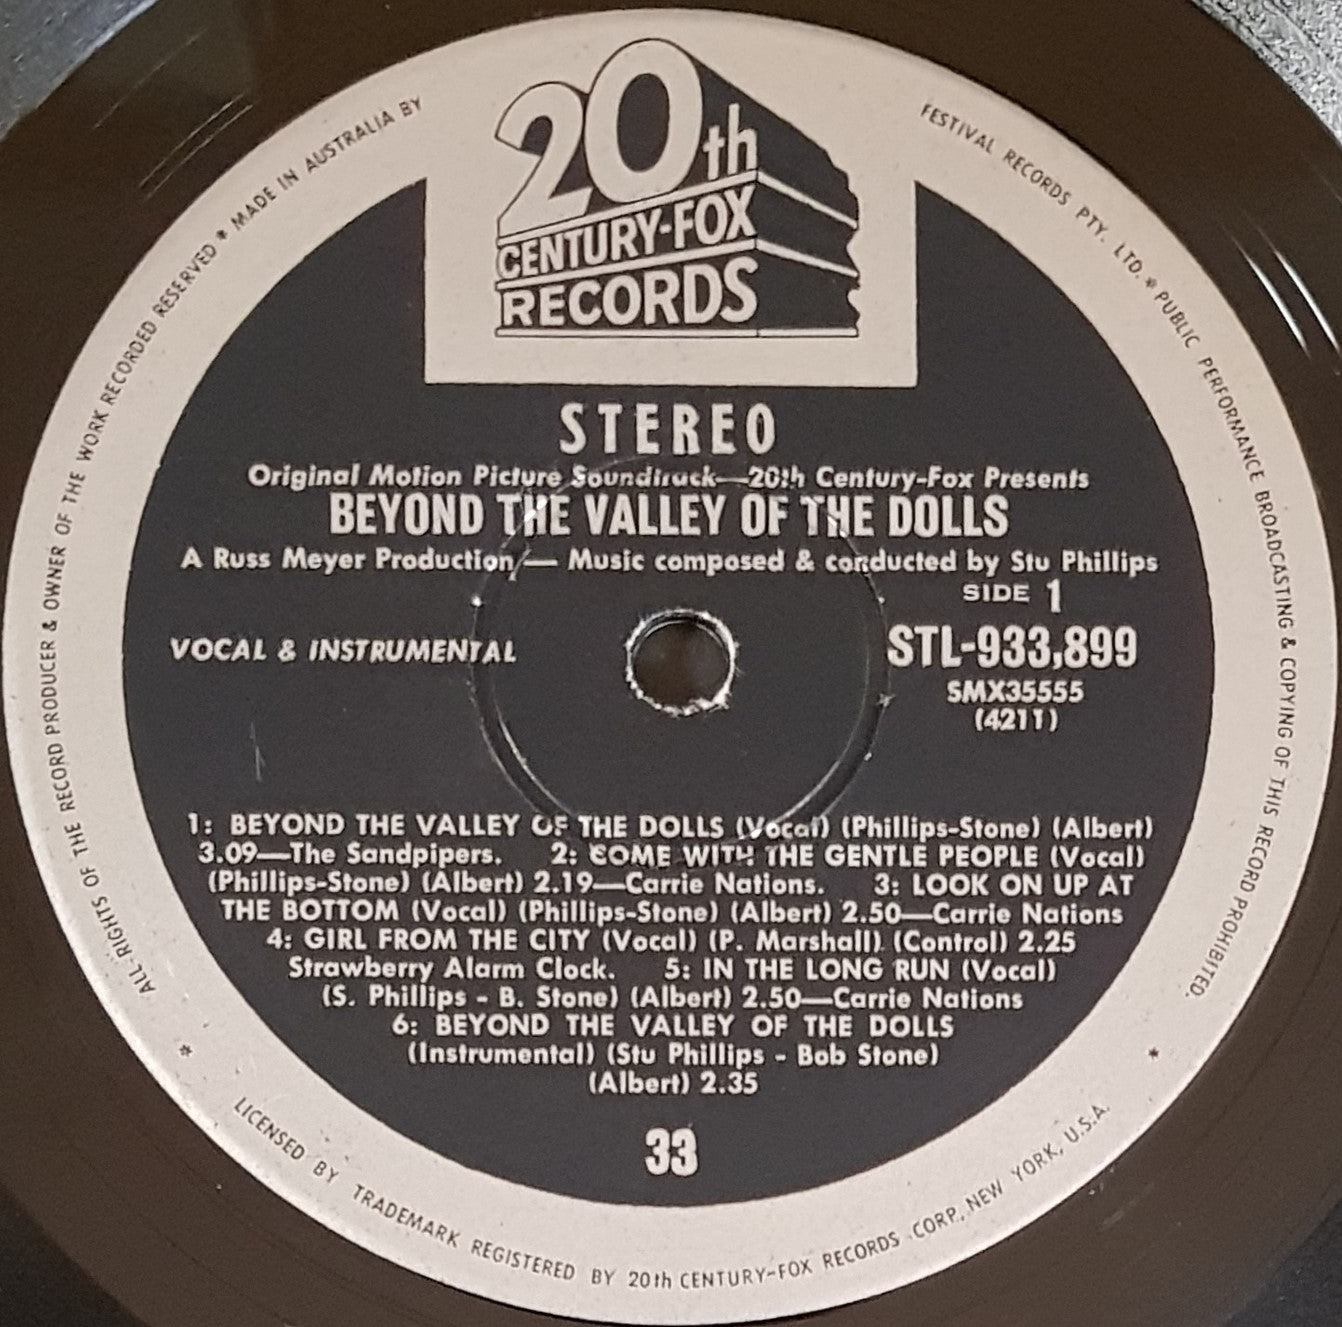 20th
CENTURY-FOX
RECORDS
STEREO
Original Motion Picture Soundtrack—20th Century-Fox Presents
BEYOND THE VALLEY OF THE DOLLS
A Russ Meyer Production — Music composed & conducted by Stu Phillips
SIDE 1
VOCAL & INSTRUMENTAL
STL-933,899
SMX35555
(4211)
1: BEYOND THE VALLEY OF THE DOLLS (Vocal) (Phillips-Stone) (Albert)
3.09—The Sandpipers. 2: COME WITH THE GENTLE PEOPLE (Vocal)
(Phillips-Stone) (Albert) 2.19—Carrie Nations. 3: LOOK ON UP AT
THE BOTTOM (Vocal) (Phillips-Stone) (Albert) 2.50—Carrie Nations
4: GIRL FROM THE CITY (Vocal) (P. Marshall) (Control) 2.25
Strawberry Alarm Clock. 5: IN THE LONG RUN (Vocal)
(S. Phillips - B. Stone) (Albert) 2.50—Carrie Nations
6: BEYOND THE VALLEY OF THE DOLLS
(Instrumental) (Stu Phillips - Bob Stone)
(Albert) 2.35
33
ALL RIGHTS OF THE RECORD PRODUCER & OWNER OF THE WORK RECORDED RESERVED * MADE IN AUSTRALIA BY
FESTIVAL RECORDS PTY. LTD. * PUBLIC PERFORMANCE BROADCASTING & COPYING OF THIS RECORD PROHIBITED.
* LICENSED BY TRADEMARK REGISTERED BY 20th CENTURY-FOX RECORDS CORP., NEW YORK, U.S.A. *